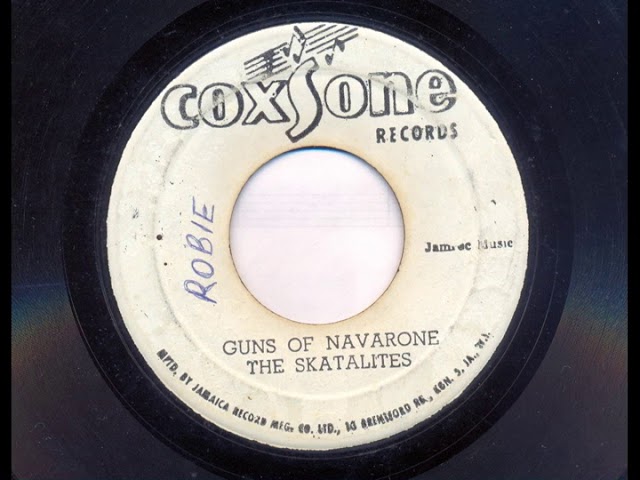 coxsone
RECORDS
ROBIE
Jamrec Music
GUNS OF NAVARONE
THE SKATALITES
MFTD. BY JAMAICA RECORD MFG. CO. LTD., 13 BRENTFORD RD., KGN. 5, JA., W.I.